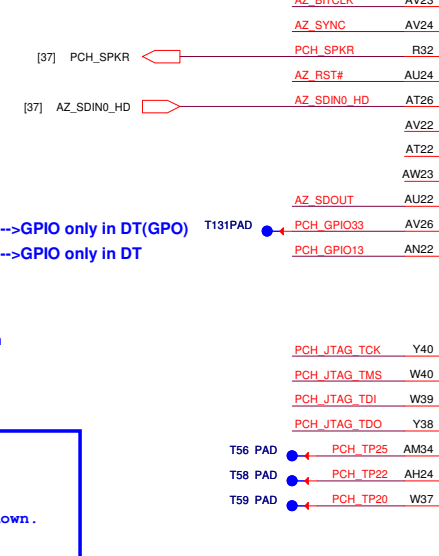 AZ_BITCLK AV23
AZ_SYNC AV24
[37] PCH_SPKR PCH_SPKR R32
AZ_RST# AU24
[37] AZ_SDIN0_HD AZ_SDIN0_HD AT26
AV22
AT22
AW23
AZ_SDOUT AU22
-->GPIO only in DT(GPO) T131PAD PCH_GPIO33 AV26
-->GPIO only in DT PCH_GPIO13 AN22
PCH_JTAG_TCK Y40
PCH_JTAG_TMS W40
PCH_JTAG_TDI W39
PCH_JTAG_TDO Y38
T56 PAD PCH_TP25 AM34
T58 PAD PCH_TP22 AH24
T59 PAD PCH_TP20 W37
own.